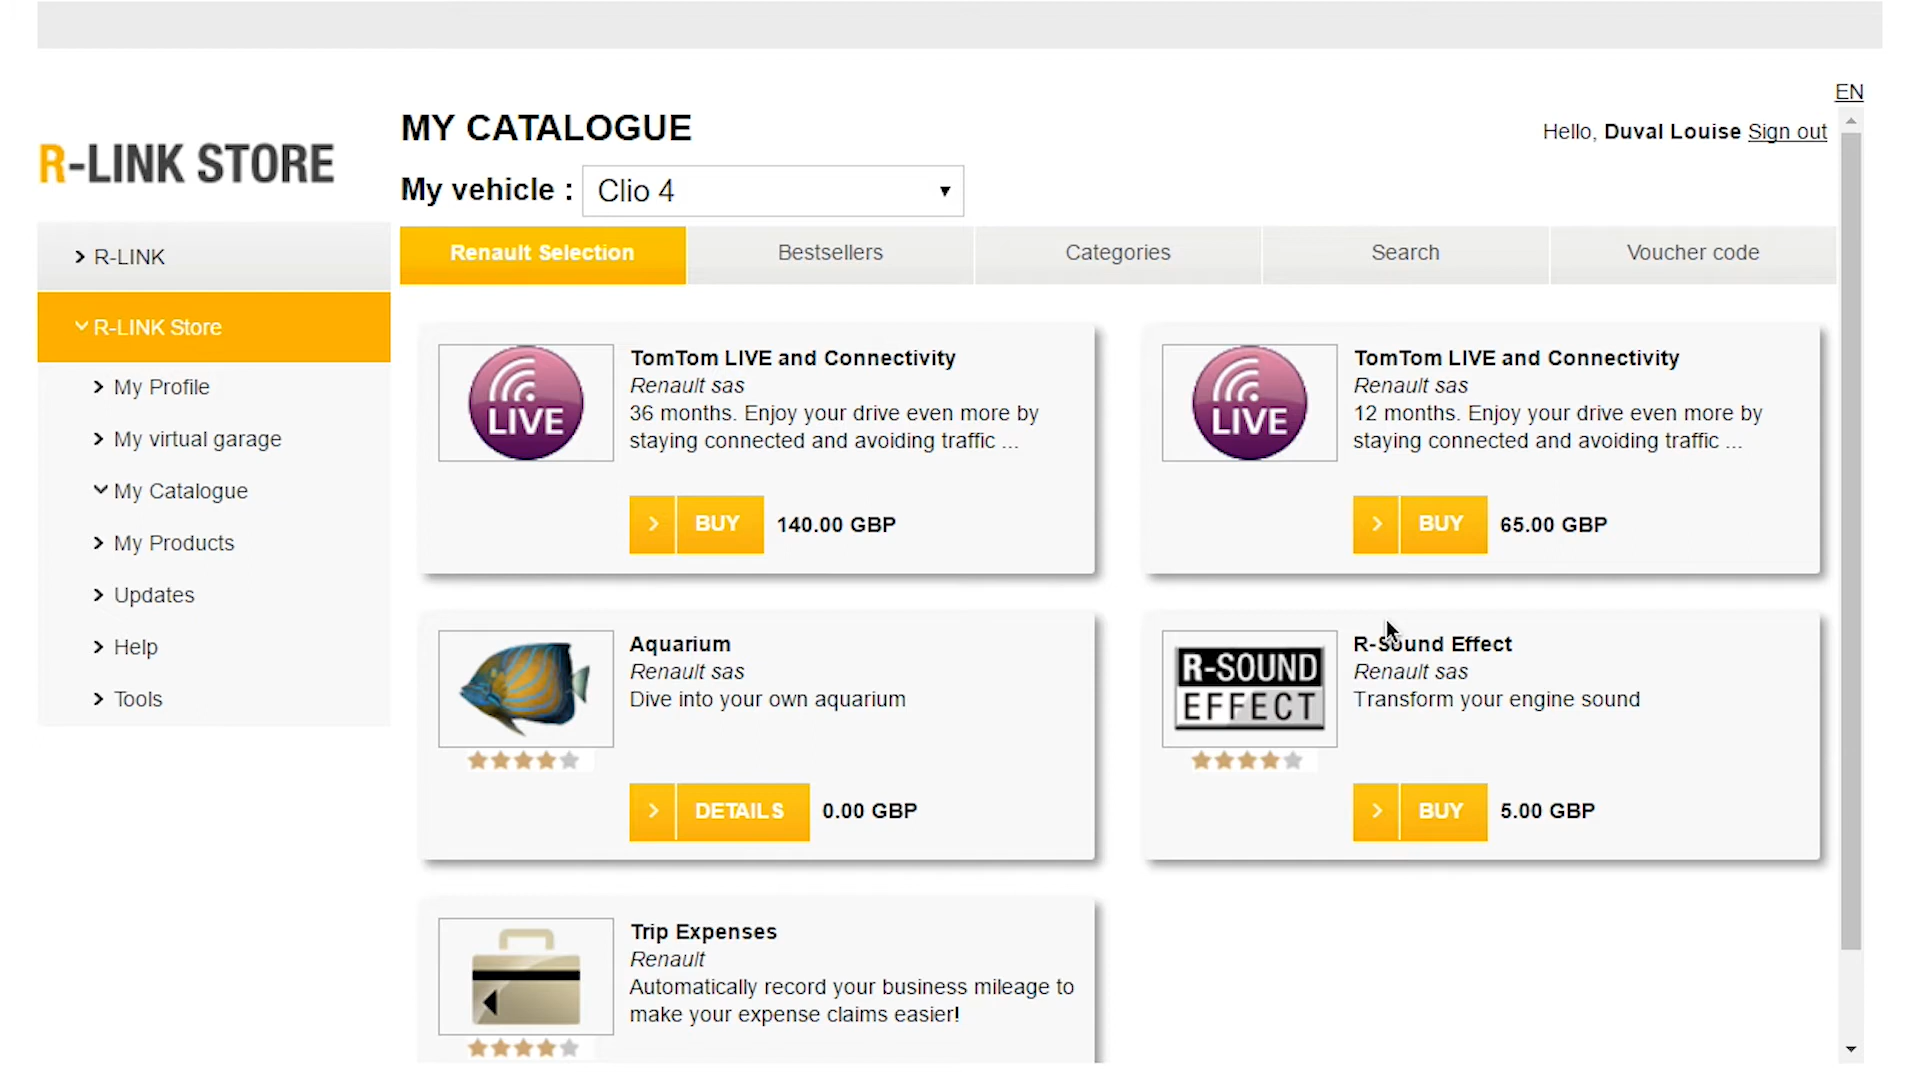 EN
MY CATALOGUE
Hello, Duval Louise Sign out
R-LINK STORE
My vehicle : Clio 4
R-LINK
R-LINK Store
My Profile
My virtual garage
My Catalogue
My Products
Updates
Help
Tools
Renault Selection
Bestsellers
Categories
Search
Voucher code
LIVE
TomTom LIVE and Connectivity
Renault sas
36 months. Enjoy your drive even more by
staying connected and avoiding traffic ...
BUY 140.00 GBP
LIVE
TomTom LIVE and Connectivity
Renault sas
12 months. Enjoy your drive even more by
staying connected and avoiding traffic ...
BUY 65.00 GBP
Aquarium
Renault sas
Dive into your own aquarium
DETAILS 0.00 GBP
R-SOUND
EFFECT
R-Sound Effect
Renault sas
Transform your engine sound
BUY 5.00 GBP
Trip Expenses
Renault
Automatically record your business mileage to
make your expense claims easier!